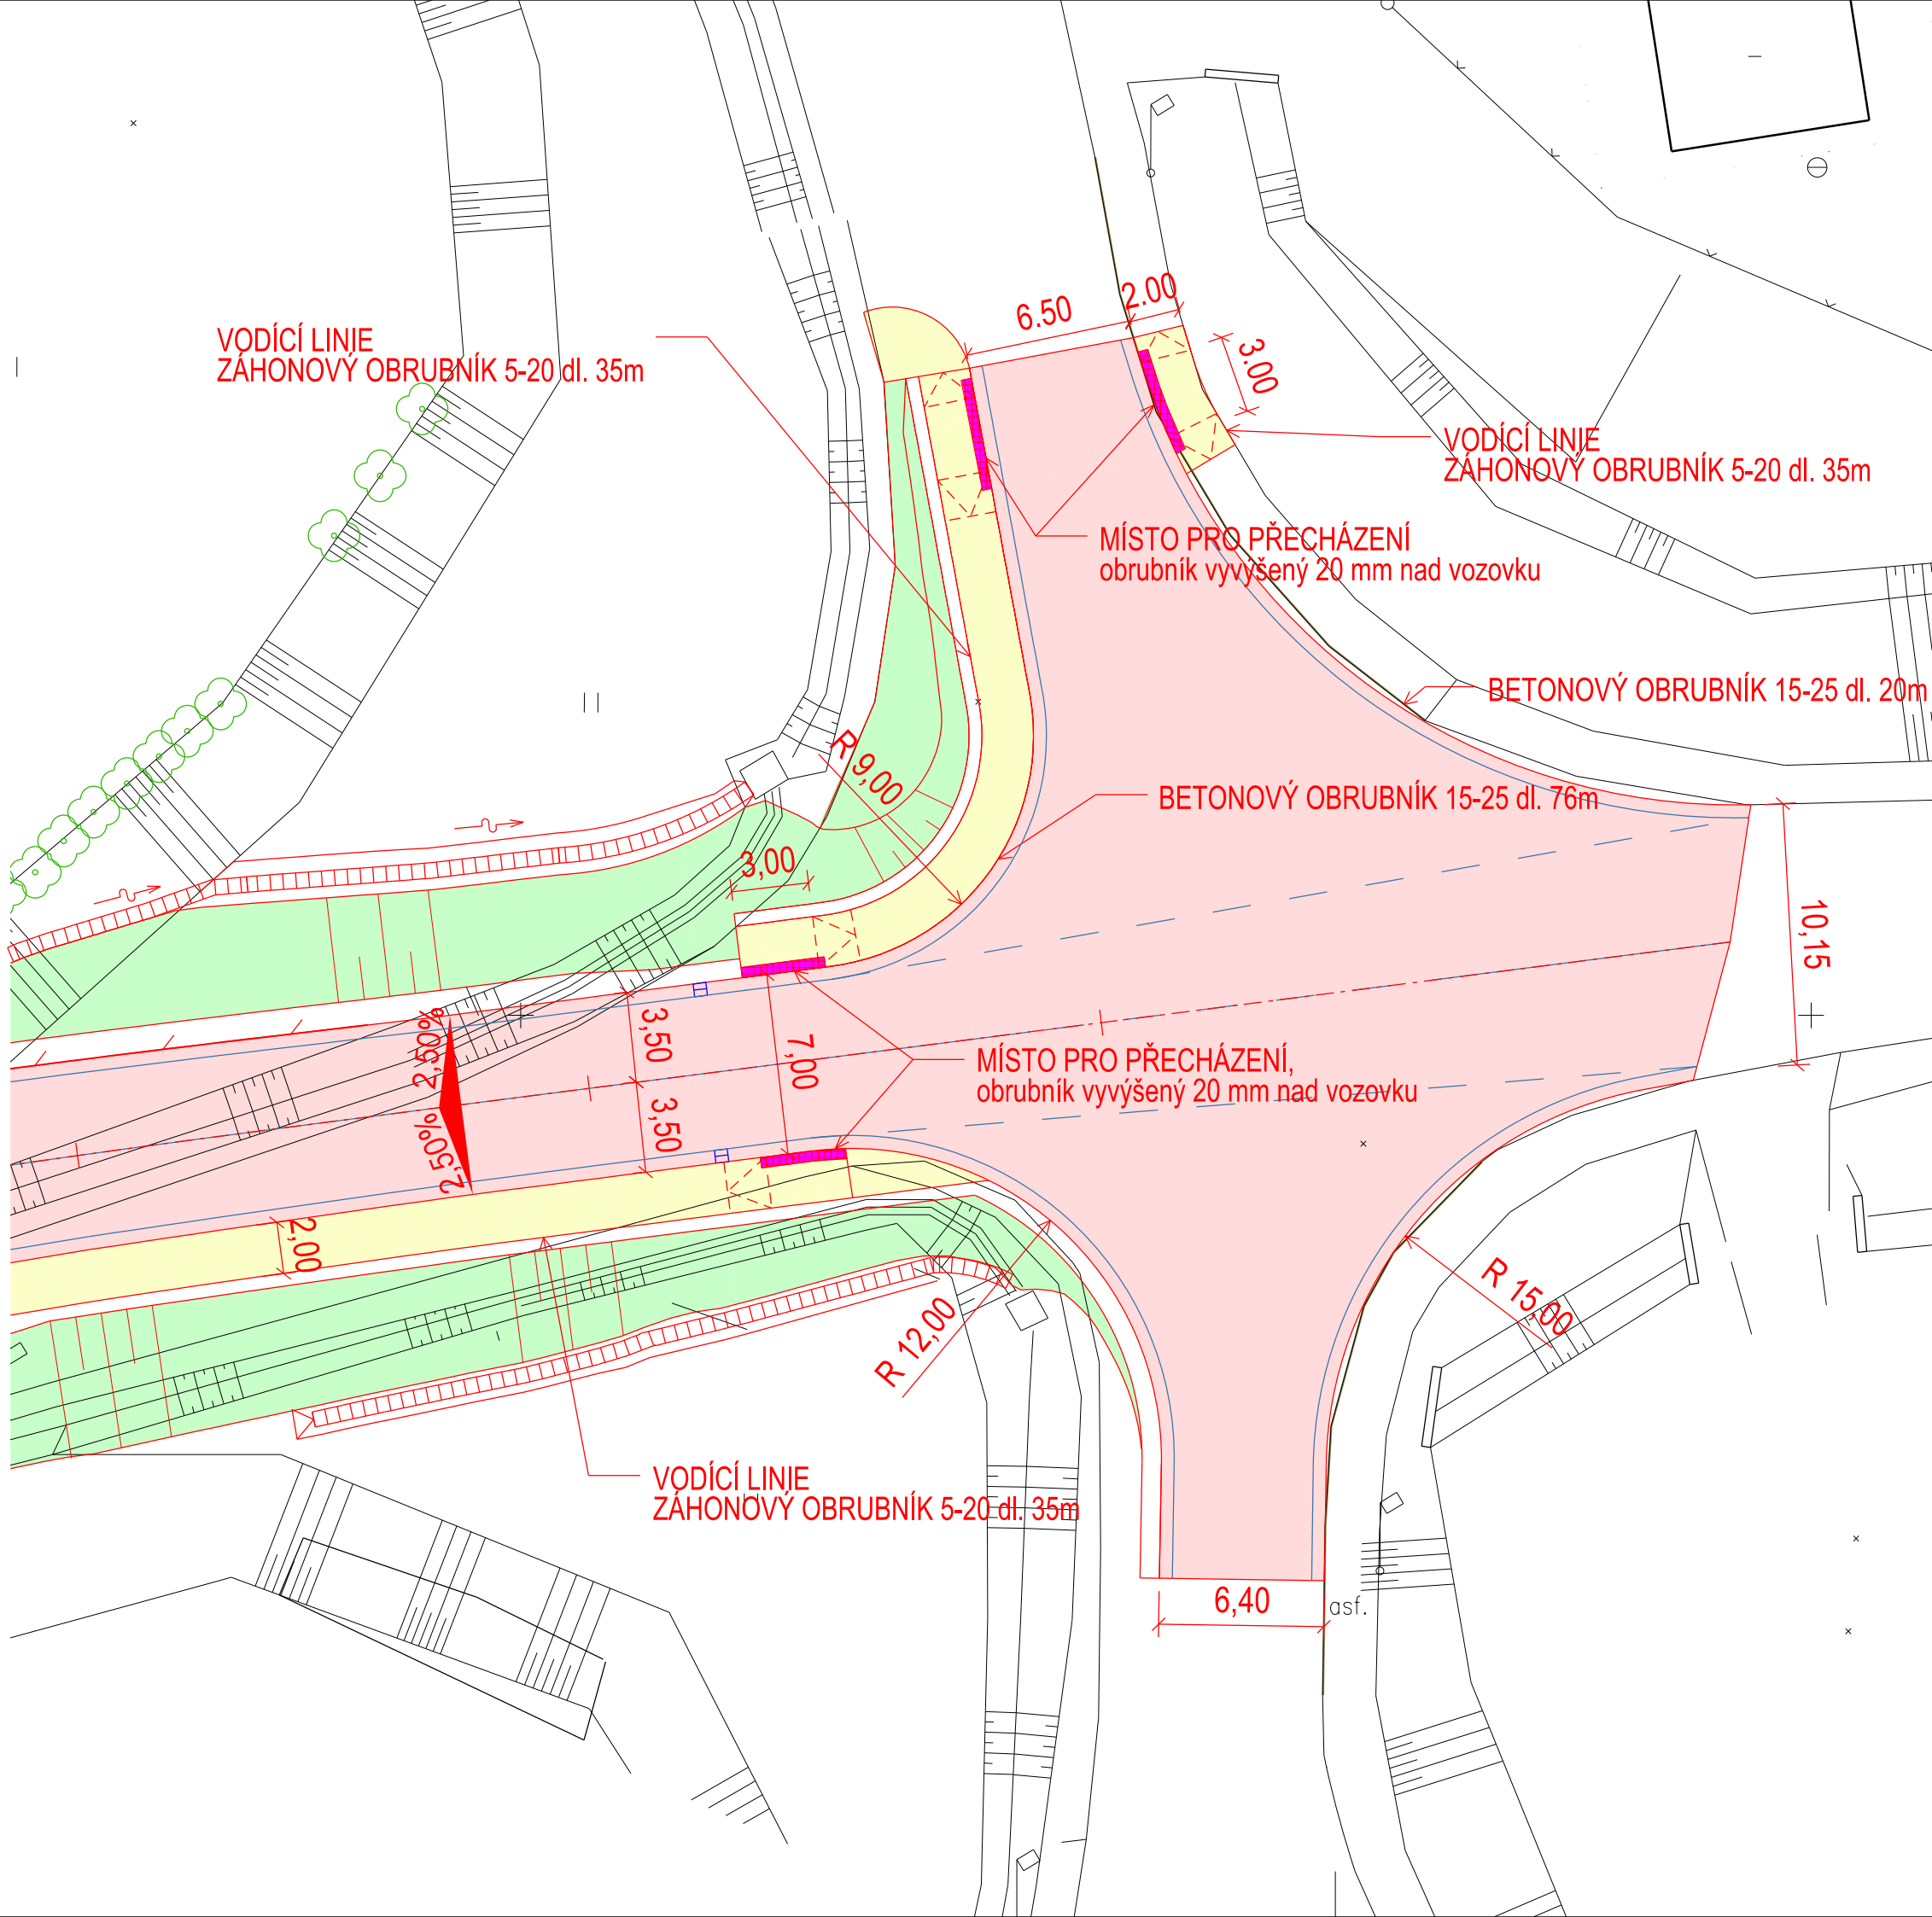 6.50
2.00
3.00
VODÍCÍ LINIE
ZÁHONOVÝ OBRUBNÍK 5-20 dl. 35m
VODÍCÍ LINIE
ZÁHONOVÝ OBRUBNÍK 5-20 dl. 35m
MÍSTO PRO PŘECHÁZENÍ
obrubník vyvýšený 20 mm nad vozovku
BETONOVÝ OBRUBNÍK 15-25 dl. 20m
R 9,00
BETONOVÝ OBRUBNÍK 15-25 dl. 76m
3,00
10,15
2,50%
2,50%
3,50
3,50
7,00
MÍSTO PRO PŘECHÁZENÍ,
obrubník vyvýšený 20 mm nad vozovku
2,00
R 12,00
R 15,00
VODÍCÍ LINIE
ZÁHONOVÝ OBRUBNÍK 5-20 dl. 35m
6,40
asf.